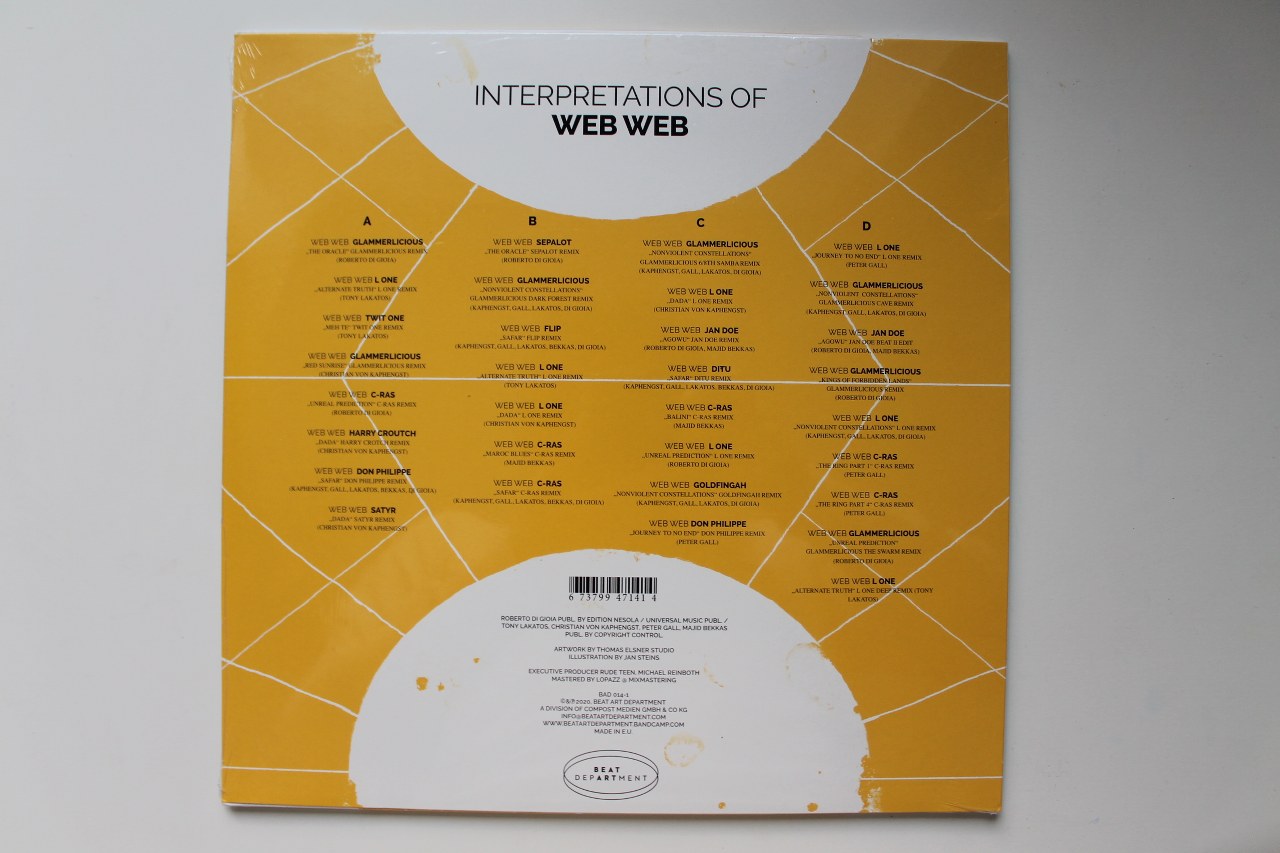 INTERPRETATIONS OF
WEB WEB
A
WEB WEB GLAMMERLICIOUS
„THE ORACLE" GLAMMERLICIOUS REMIX
(ROBERTO DI GIOIA)
WEB WEB L ONE
„ALTERNATE TRUTH" L ONE REMIX
(TONY LAKATOS)
WEB WEB TWIT ONE
„MEH TE" TWIT ONE REMIX
(TONY LAKATOS)
WEB WEB GLAMMERLICIOUS
„RED SUNRISE" GLAMMERLICIOUS REMIX
(CHRISTIAN VON KAPHENGST)
WEB WEB C-RAS
„UNREAL PREDICTION" C-RAS REMIX
(ROBERTO DI GIOIA)
WEB WEB HARRY CROUTCH
„DADA" HARRY CROTCH REMIX
(CHRISTIAN VON KAPHENGST)
WEB WEB DON PHILIPPE
„SAFAR" DON PHILIPPE REMIX
(KAPHENGST, GALL, LAKATOS, BEKKAS, DI GIOIA)
WEB WEB SATYR
„DADA" SATYR REMIX
(CHRISTIAN VON KAPHENGST)
B
WEB WEB SEPALOT
„THE ORACLE" SEPALOT REMIX
(ROBERTO DI GIOIA)
WEB WEB GLAMMERLICIOUS
„NONVIOLENT CONSTELLATIONS"
GLAMMERLICIOUS DARK FOREST REMIX
(KAPHENGST, GALL, LAKATOS, DI GIOIA)
WEB WEB FLIP
„SAFAR" FLIP REMIX
(KAPHENGST, GALL, LAKATOS, BEKKAS, DI GIOIA)
WEB WEB L ONE
„ALTERNATE TRUTH" L ONE REMIX
(TONY LAKATOS)
WEB WEB L ONE
„DADA" L ONE REMIX
(CHRISTIAN VON KAPHENGST)
WEB WEB C-RAS
„MAROC BLUES" C-RAS REMIX
(MAJID BEKKAS)
WEB WEB C-RAS
„SAFAR" C-RAS REMIX
(KAPHENGST, GALL, LAKATOS, BEKKAS, DI GIOIA)
C
WEB WEB GLAMMERLICIOUS
„NONVIOLENT CONSTELLATIONS"
GLAMMERLICIOUS 6/8TH SAMBA REMIX
(KAPHENGST, GALL, LAKATOS, DI GIOIA)
WEB WEB L ONE
„DADA" L ONE REMIX
(CHRISTIAN VON KAPHENGST)
WEB WEB JAN DOE
„AGOWU" JAN DOE REMIX
(ROBERTO DI GIOIA, MAJID BEKKAS)
WEB WEB DITU
„SAFAR" DITU REMIX
(KAPHENGST, GALL, LAKATOS, BEKKAS, DI GIOIA)
WEB WEB C-RAS
„BALINI" C-RAS REMIX
(MAJID BEKKAS)
WEB WEB L ONE
„UNREAL PREDICTION" L ONE REMIX
(ROBERTO DI GIOIA)
WEB WEB GOLDFINGAH
„NONVIOLENT CONSTELLATIONS" GOLDFINGAH REMIX
(KAPHENGST, GALL, LAKATOS, DI GIOIA)
WEB WEB DON PHILIPPE
„JOURNEY TO NO END" DON PHILIPPE REMIX
(PETER GALL)
D
WEB WEB L ONE
„JOURNEY TO NO END" L ONE REMIX
(PETER GALL)
WEB WEB GLAMMERLICIOUS
„NONVIOLENT CONSTELLATIONS"
GLAMMERLICIOUS CAVE REMIX
(KAPHENGST, GALL, LAKATOS, DI GIOIA)
WEB WEB JAN DOE
„AGOWU" JAN DOE BEAT II EDIT
(ROBERTO DI GIOIA, MAJID BEKKAS)
WEB WEB GLAMMERLICIOUS
„KINGS OF FORBIDDEN LANDS"
GLAMMERLICIOUS REMIX
(ROBERTO DI GIOIA)
WEB WEB L ONE
„NONVIOLENT CONSTELLATIONS" L ONE REMIX
(KAPHENGST, GALL, LAKATOS, DI GIOIA)
WEB WEB C-RAS
„THE RING PART 1" C-RAS REMIX
(PETER GALL)
WEB WEB C-RAS
„THE RING PART 4" C-RAS REMIX
(PETER GALL)
WEB WEB GLAMMERLICIOUS
„UNREAL PREDICTION"
GLAMMERLICIOUS THE SWARM REMIX
(ROBERTO DI GIOIA)
WEB WEB L ONE
„ALTERNATE TRUTH" L ONE DEEP REMIX (TONY
LAKATOS)
6 73799 47141 4
ROBERTO DI GIOIA PUBL. BY EDITION NESOLA / UNIVERSAL MUSIC PUBL. /
TONY LAKATOS, CHRISTIAN VON KAPHENGST, PETER GALL, MAJID BEKKAS
PUBL. BY COPYRIGHT CONTROL.
ARTWORK BY THOMAS ELSNER STUDIO
ILLUSTRATION BY JAN STEINS
EXECUTIVE PRODUCER RUDE TEEN, MICHAEL REINBOTH
MASTERED BY LOPAZZ @ MIXMASTERING
BAD 014-1
©&℗2020, BEAT ART DEPARTMENT
A DIVISION OF COMPOST MEDIEN GMBH & CO KG
INFO@BEATARTDEPARTMENT.COM
WWW.BEATARTDEPARTMENT.BANDCAMP.COM
MADE IN E.U.
BEAT
DEPARTMENT